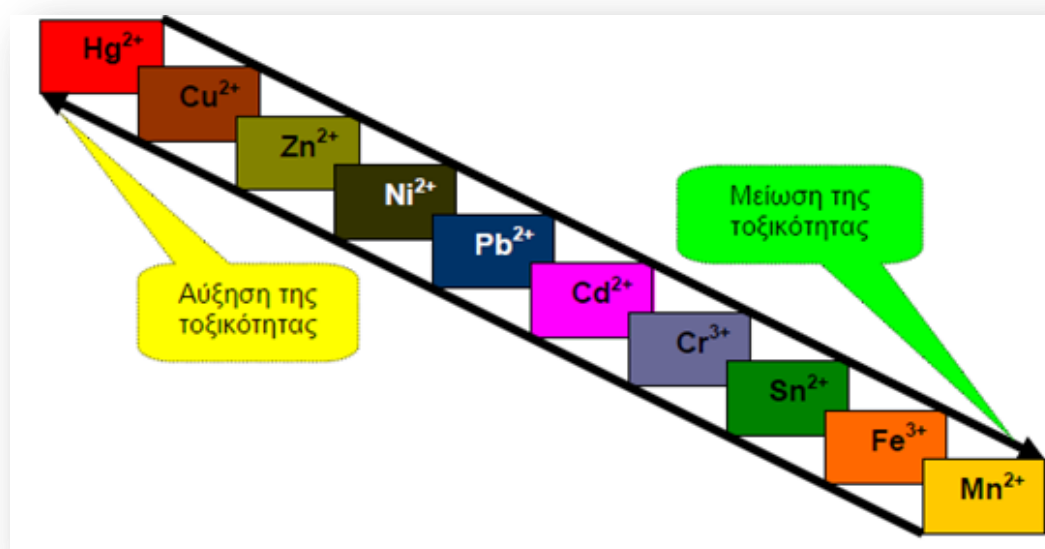 Hg²⁺
Cu²⁺
Zn²⁺
Ni²⁺
Pb²⁺
Cd²⁺
Cr³⁺
Sn²⁺
Fe³⁺
Mn²⁺
Μείωση της
τοξικότητας
Αύξηση της
τοξικότητας